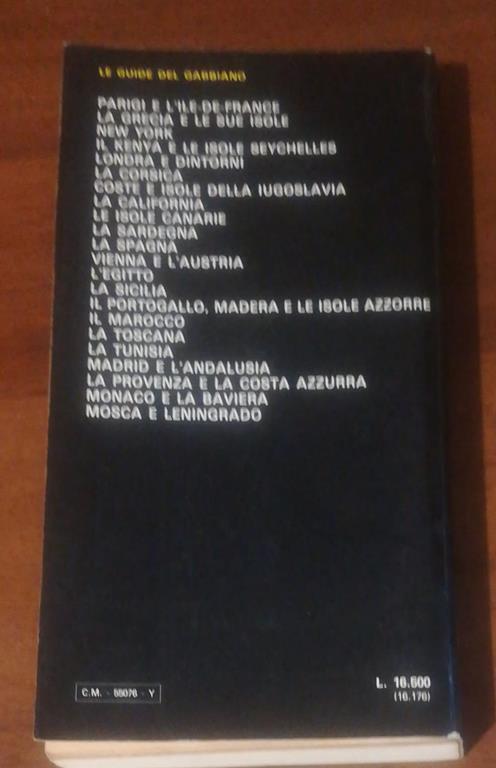 LE GUIDE DEL GABBIANO
PARIGI E L'ILE-DE-FRANCE
LA GRECIA E LE SUE ISOLE
NEW YORK
IL KENYA E LE ISOLE SEYCHELLES
LONDRA E DINTORNI
LA CORSICA
COSTE E ISOLE DELLA IUGOSLAVIA
LA CALIFORNIA
LE ISOLE CANARIE
LA SARDEGNA
LA SPAGNA
VIENNA E L'AUSTRIA
L'EGITTO
LA SICILIA
IL PORTOGALLO, MADERA E LE ISOLE AZZORRE
IL MAROCCO
LA TOSCANA
LA TUNISIA
MADRID E L'ANDALUSIA
LA PROVENZA E LA COSTA AZZURRA
MONACO E LA BAVIERA
MOSCA E LENINGRADO
L. 16.500
(16.176)
C.M. - 55076 - Y